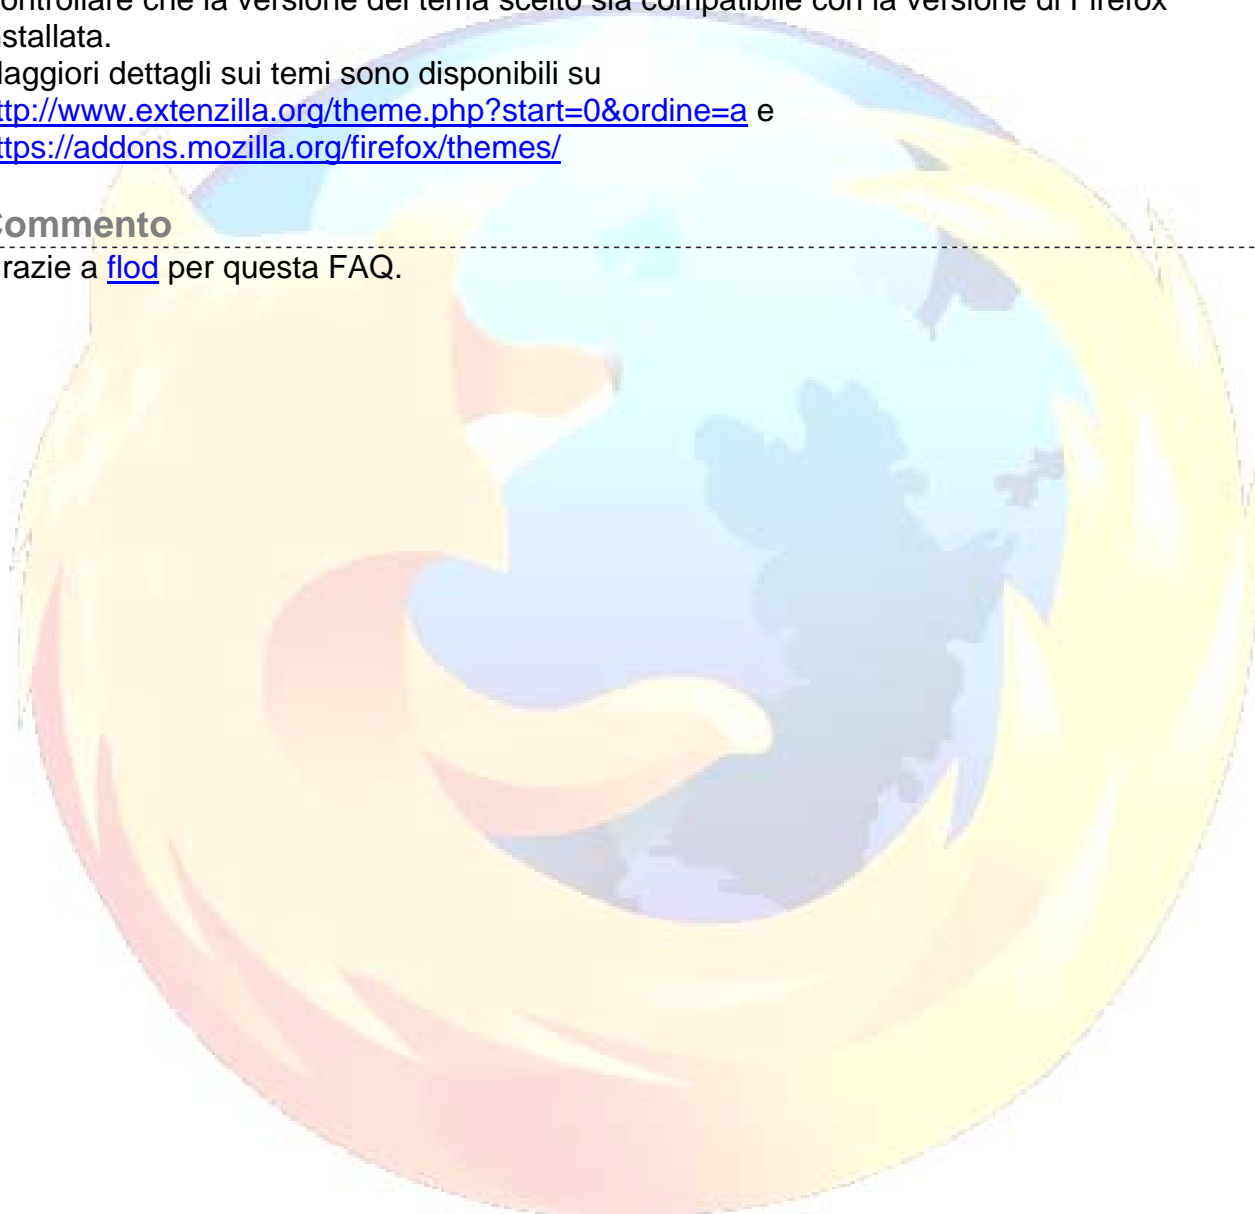 ontrollare che la versione del tema scelto sia compatibile con la versione di Firefox
nstallata.
laggiori dettagli sui temi sono disponibili su
ttp://www.extenzilla.org/theme.php?start=0&ordine=a e
ttps://addons.mozilla.org/firefox/themes/
Commento
razie a flod per questa FAQ.